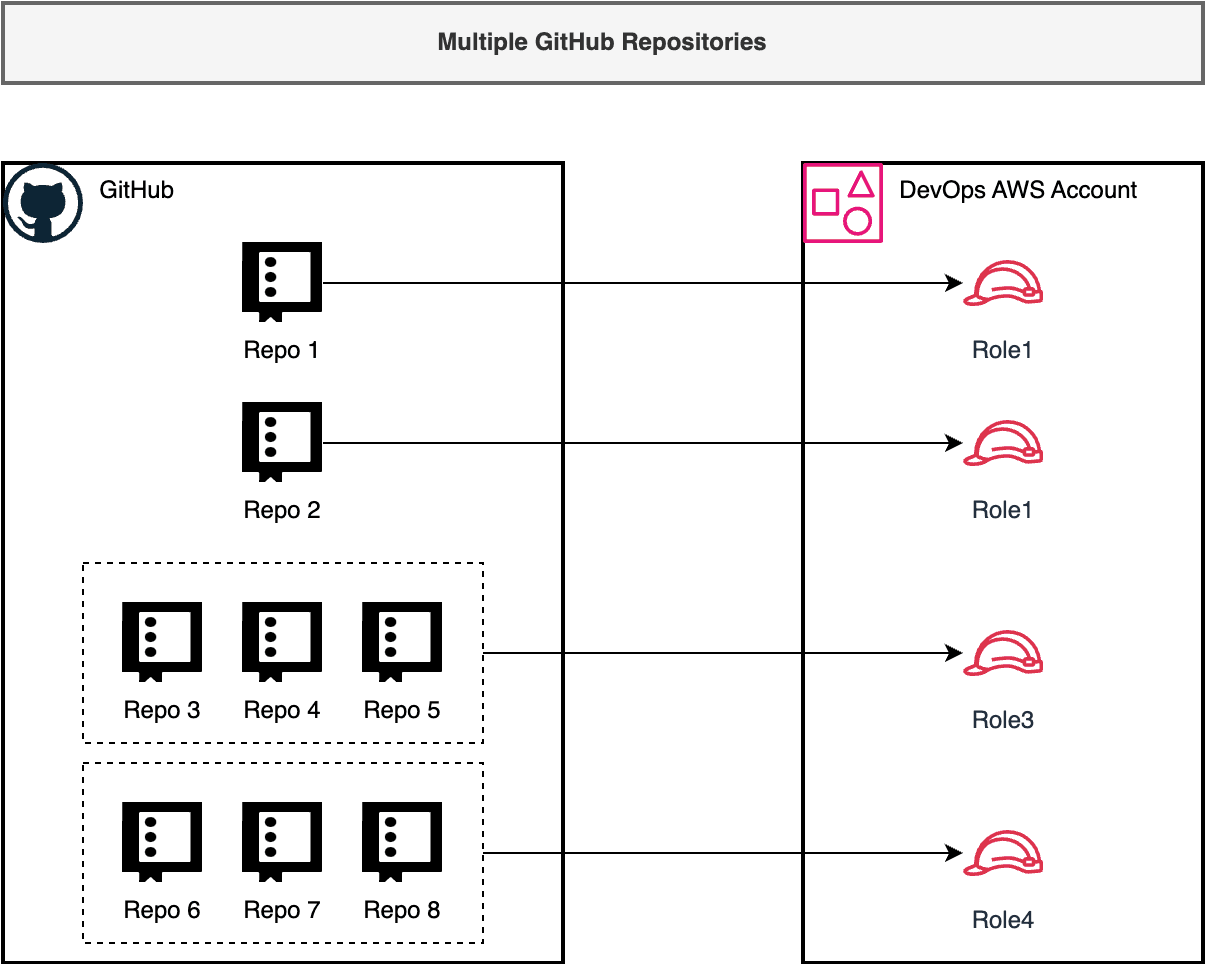 Multiple GitHub Repositories
GitHub
DevOps AWS Account
Repo 1
Role1
Repo 2
Role1
Repo 3
Repo 4
Repo 5
Role3
Repo 6
Repo 7
Repo 8
Role4